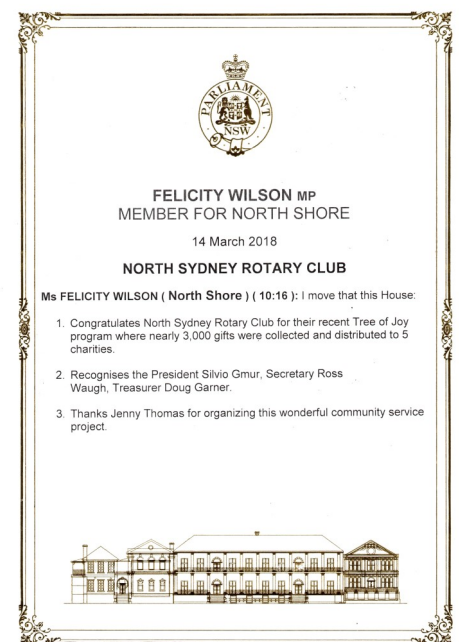 PARLIAMENT
NSW
FELICITY WILSON MP
MEMBER FOR NORTH SHORE
14 March 2018
NORTH SYDNEY ROTARY CLUB
Ms FELICITY WILSON ( North Shore ) ( 10:16 ): I move that this House:
1. Congratulates North Sydney Rotary Club for their recent Tree of Joy
program where nearly 3,000 gifts were collected and distributed to 5
charities.
2. Recognises the President Silvio Gmur, Secretary Ross
Waugh, Treasurer Doug Garner.
3. Thanks Jenny Thomas for organizing this wonderful community service
project.